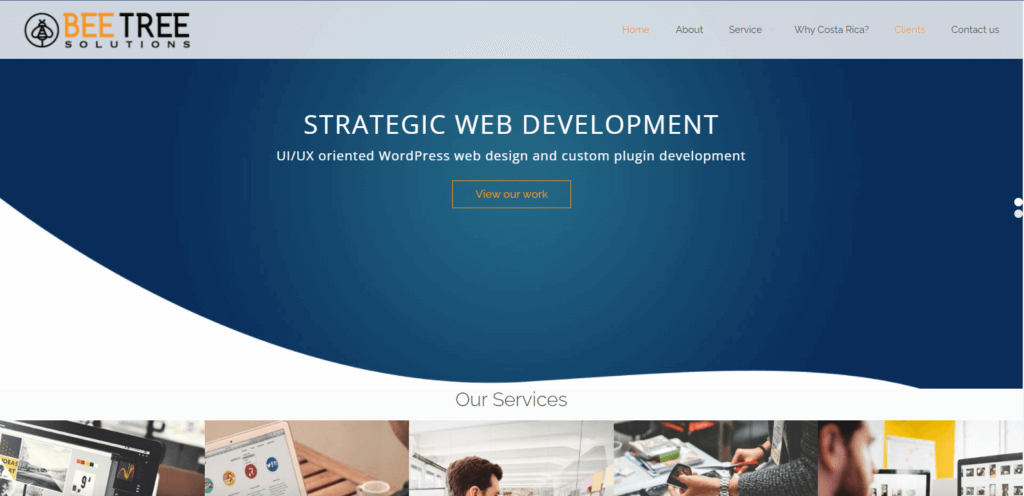 BEE TREE
SOLUTIONS
Home About Service Why Costa Rica? Clients Contact us
STRATEGIC WEB DEVELOPMENT
UI/UX oriented WordPress web design and custom plugin development
View our work
Our Services